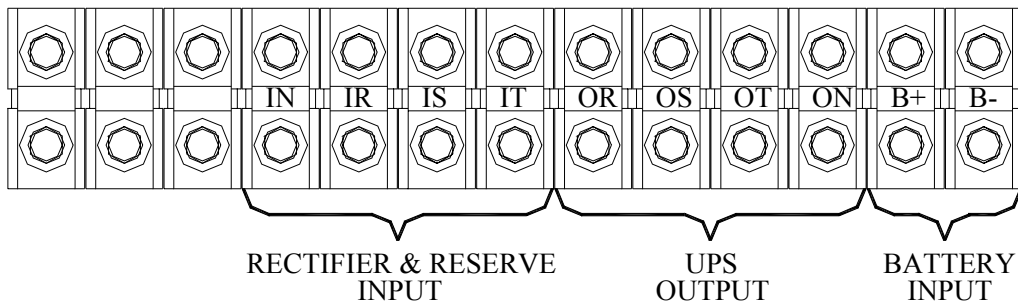 IN IR IS IT OR OS OT ON B+ B-
RECTIFIER & RESERVE
INPUT
UPS
OUTPUT
BATTERY
INPUT